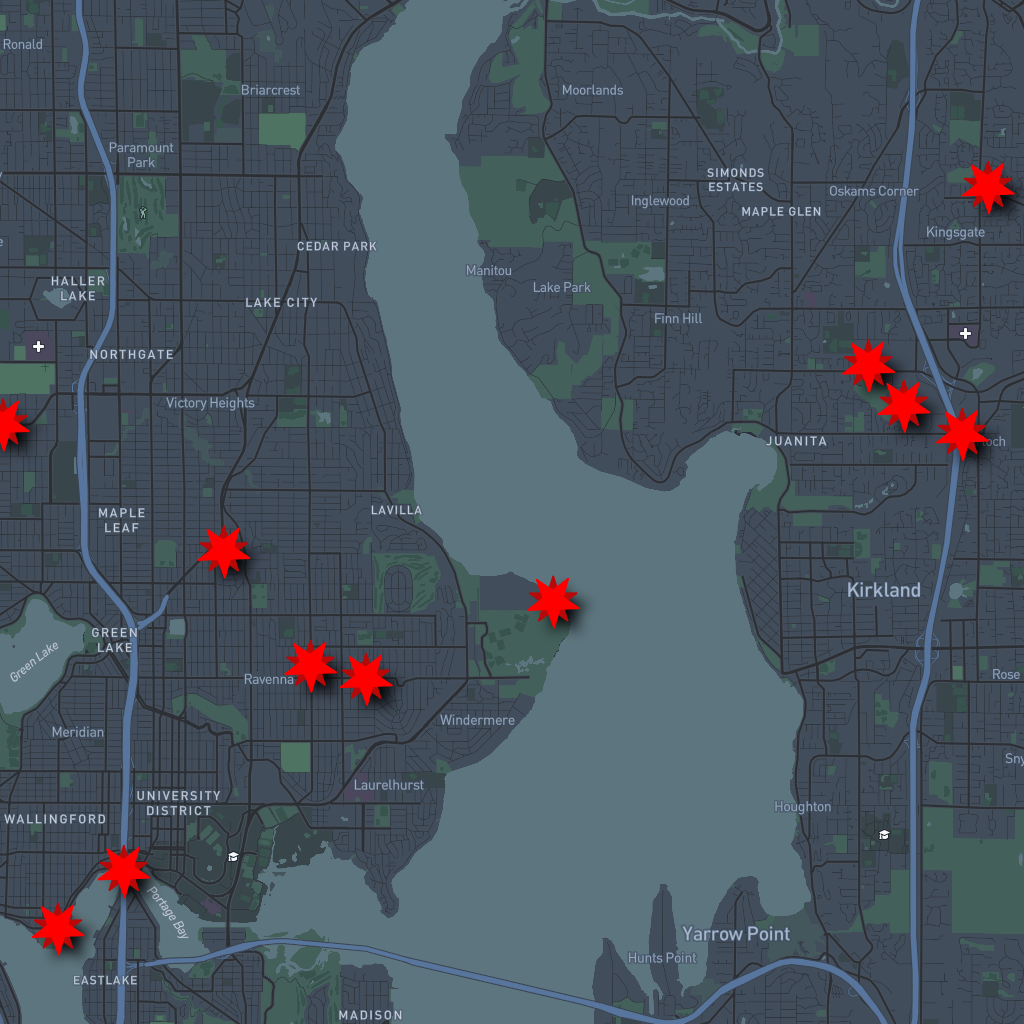 Ronald
Briarcrest
Moorlands
Paramount
Park
SIMONDS
ESTATES
Oskams Corner
Inglewood
MAPLE GLEN
Kingsgate
CEDAR PARK
Manitou
HALLER
LAKE
Lake Park
LAKE CITY
Finn Hill
NORTHGATE
Victory Heights
JUANITA
MAPLE
LEAF
LAVILLA
Kirkland
GREEN
LAKE
Green Lake
Ravenna
Rose
Windermere
Meridian
Laurelhurst
UNIVERSITY
DISTRICT
Houghton
WALLINGFORD
Portage Bay
Yarrow Point
Hunts Point
EASTLAKE
MADISON